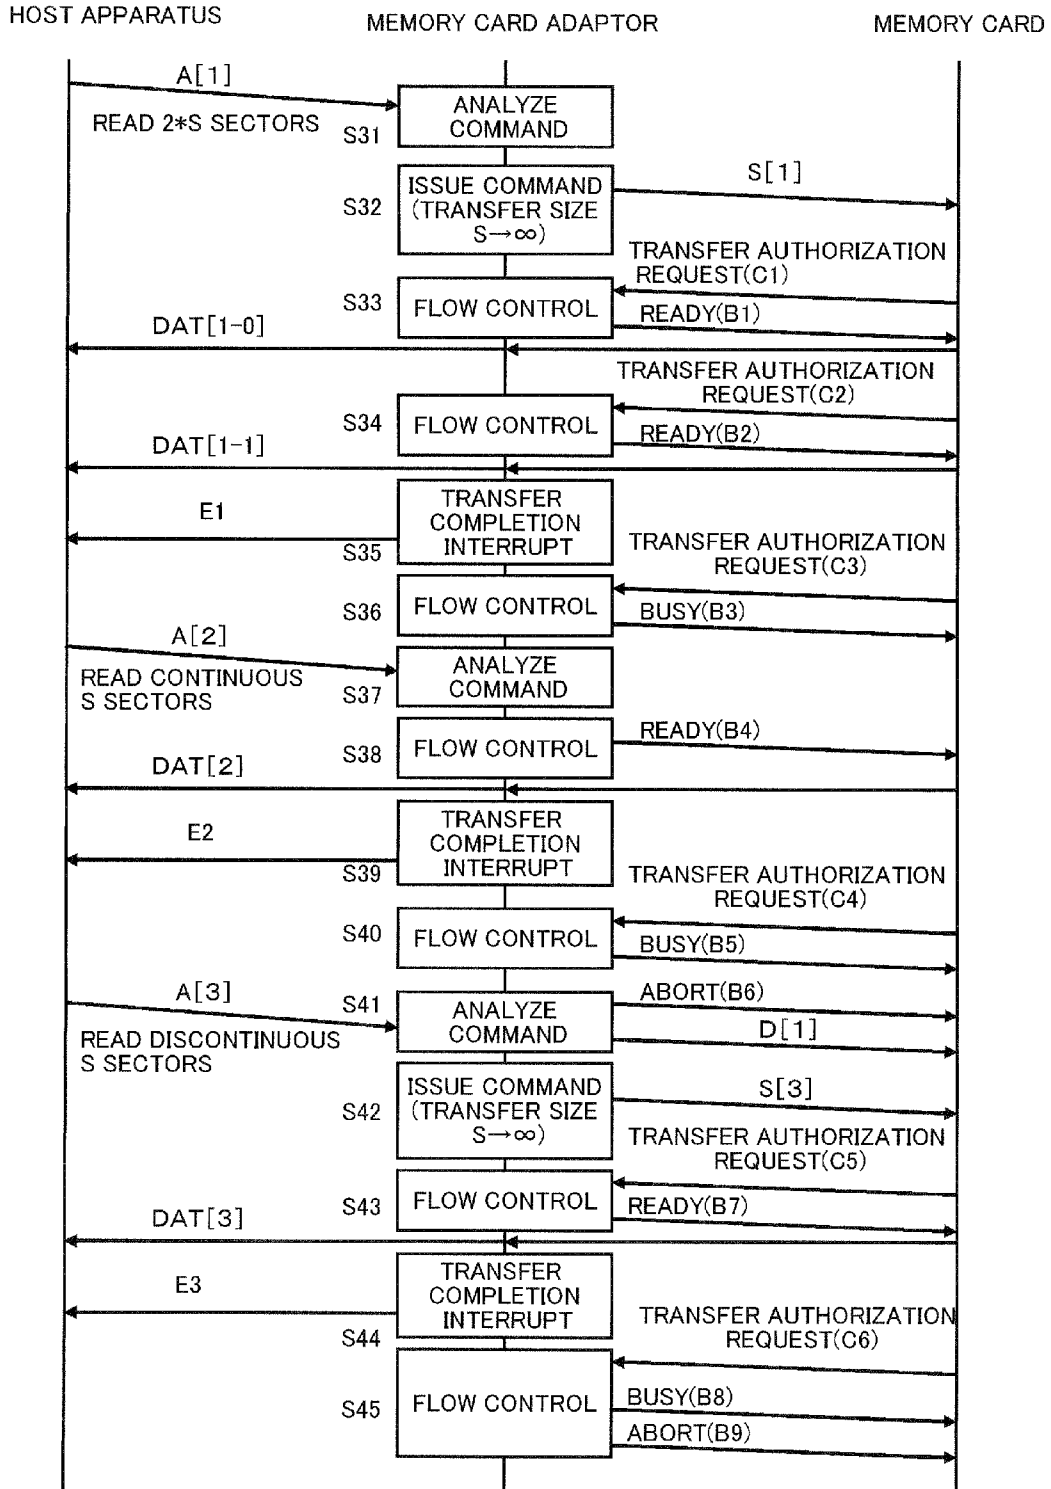 HOST APPARATUS
MEMORY CARD ADAPTOR
MEMORY CARD
A[1]
READ 2*S SECTORS
S31
ANALYZE
COMMAND
S32
ISSUE COMMAND
(TRANSFER SIZE
S→∞)
S[1]
TRANSFER AUTHORIZATION
REQUEST(C1)
S33
FLOW CONTROL
READY(B1)
DAT[1-0]
TRANSFER AUTHORIZATION
REQUEST(C2)
S34
FLOW CONTROL
READY(B2)
DAT[1-1]
E1
TRANSFER
COMPLETION
INTERRUPT
S35
TRANSFER AUTHORIZATION
REQUEST(C3)
S36
FLOW CONTROL
BUSY(B3)
A[2]
READ CONTINUOUS
S SECTORS
S37
ANALYZE
COMMAND
S38
FLOW CONTROL
READY(B4)
DAT[2]
E2
TRANSFER
COMPLETION
INTERRUPT
S39
TRANSFER AUTHORIZATION
REQUEST(C4)
S40
FLOW CONTROL
BUSY(B5)
A[3]
READ DISCONTINUOUS
S SECTORS
S41
ANALYZE
COMMAND
ABORT(B6)
D[1]
S42
ISSUE COMMAND
(TRANSFER SIZE
S→∞)
S[3]
TRANSFER AUTHORIZATION
REQUEST(C5)
S43
FLOW CONTROL
READY(B7)
DAT[3]
E3
TRANSFER
COMPLETION
INTERRUPT
S44
TRANSFER AUTHORIZATION
REQUEST(C6)
S45
FLOW CONTROL
BUSY(B8)
ABORT(B9)